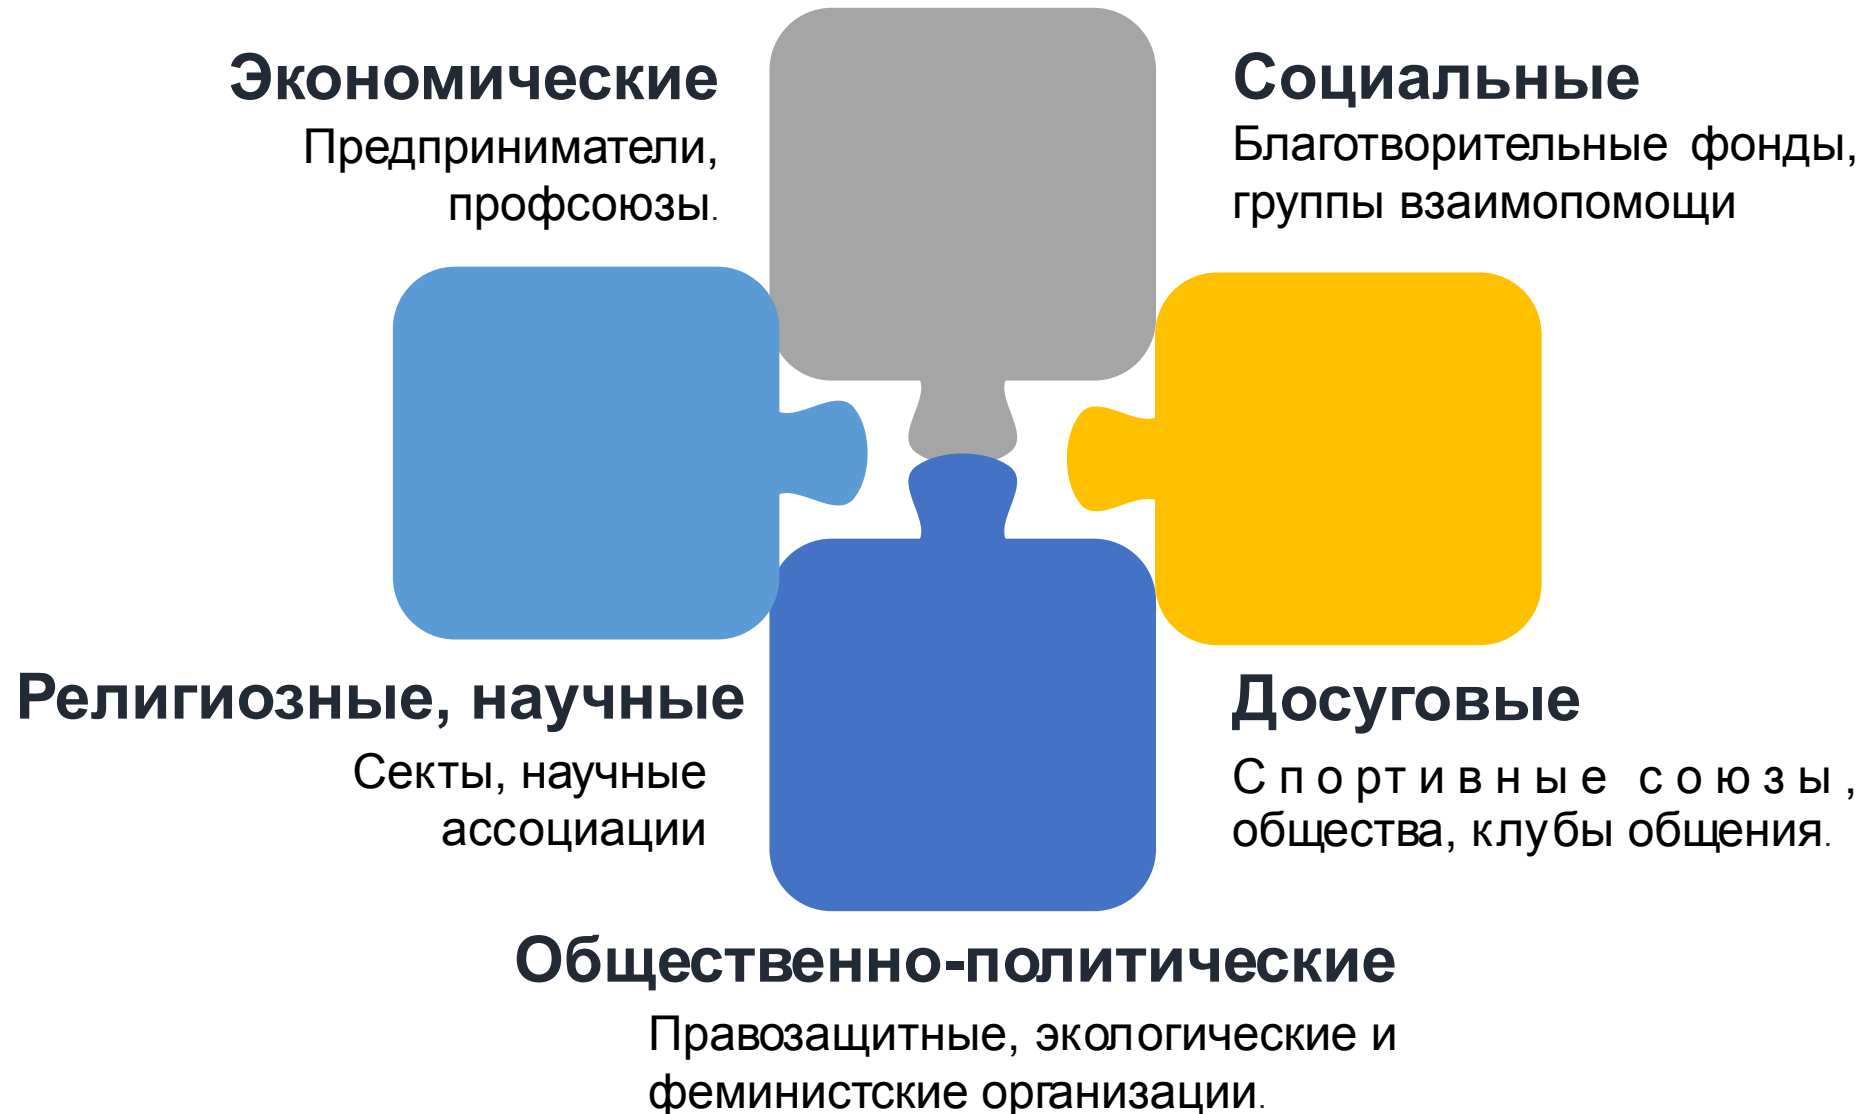 Экономические
Предприниматели,
профсоюзы.
Социальные
Благотворительные фонды,
группы взаимопомощи
Религиозные, научные
Секты, научные
ассоциации
Досуговые
Спортивные союзы,
общества, клубы общения.
Общественно-политические
Правозащитные, экологические и
феминистские организации.